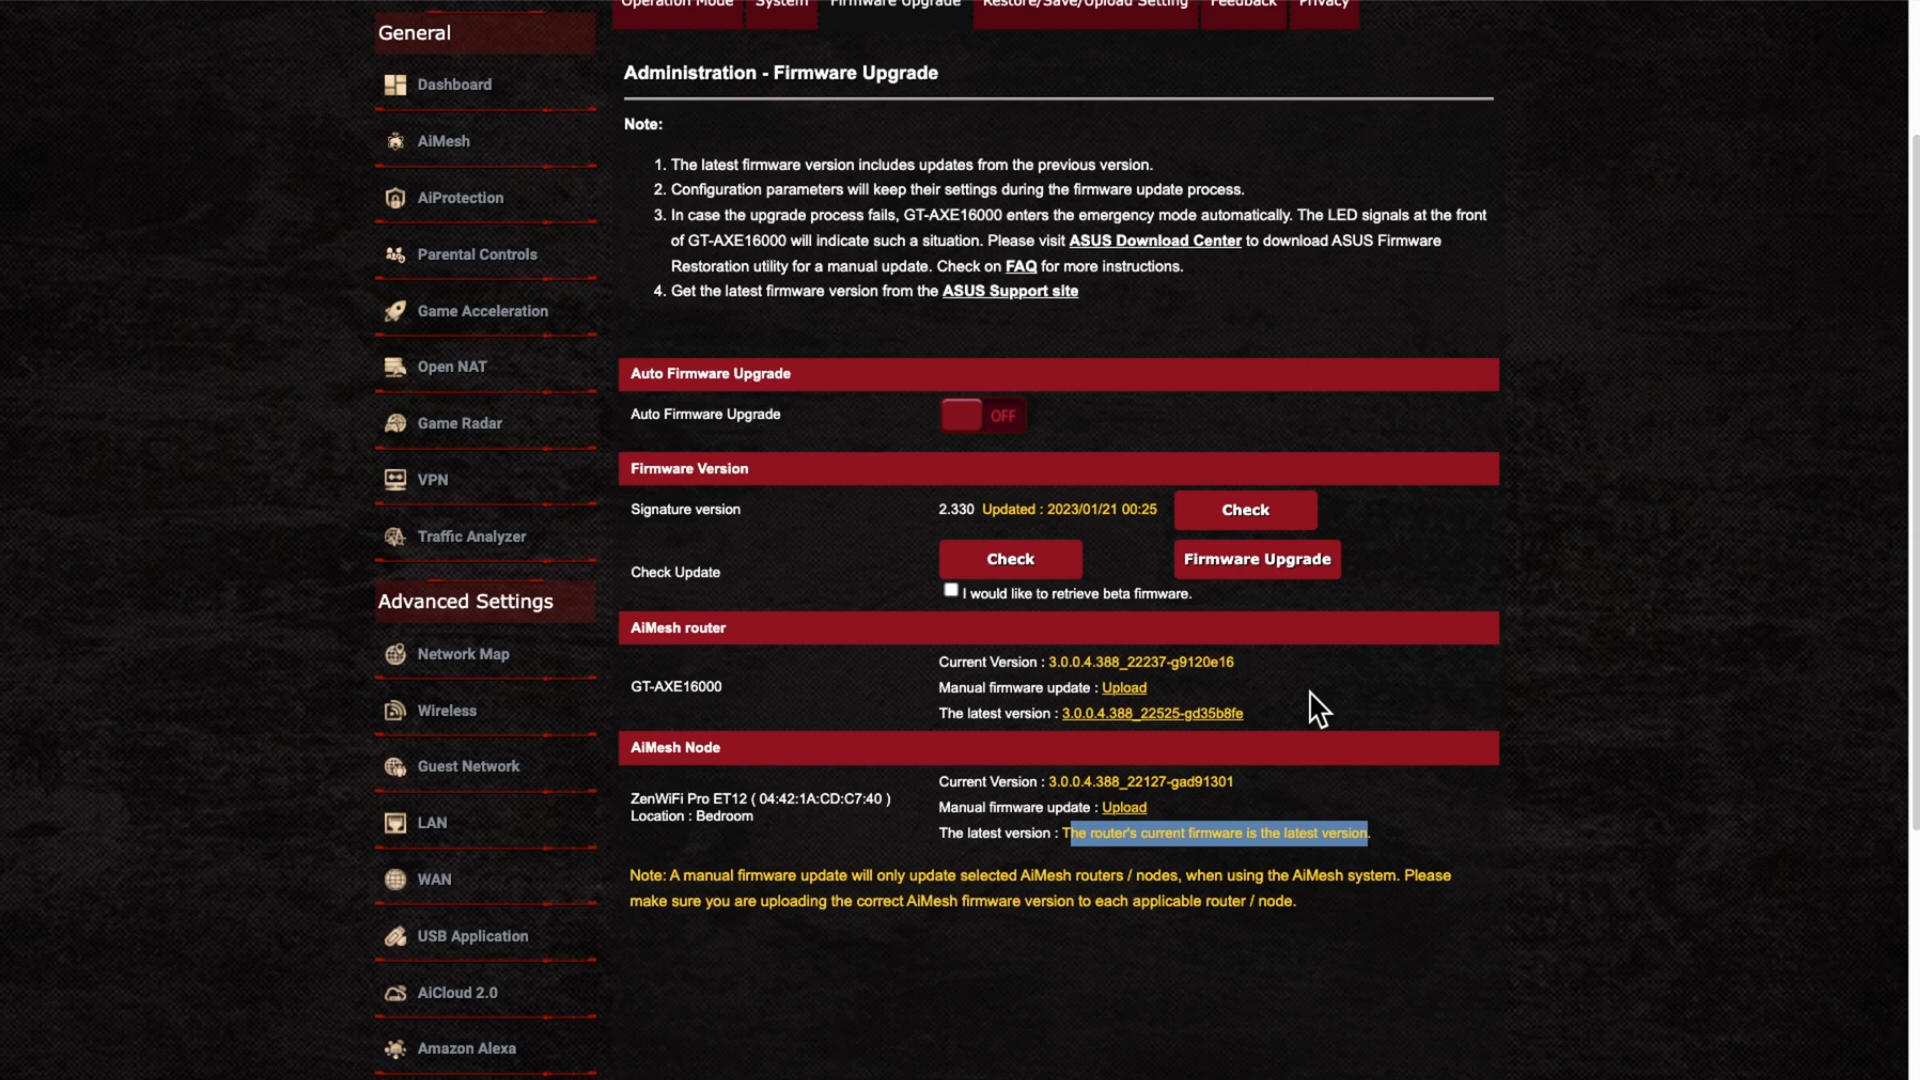 General
Dashboard
AiMesh
AiProtection
Parental Controls
Game Acceleration
Open NAT
Game Radar
VPN
Traffic Analyzer
Advanced Settings
Network Map
Wireless
Guest Network
LAN
WAN
USB Application
AiCloud 2.0
Amazon Alexa
Operation Mode System Firmware Upgrade Restore/Save/Upload Setting Feedback Privacy
Administration - Firmware Upgrade
Note:
1. The latest firmware version includes updates from the previous version.
2. Configuration parameters will keep their settings during the firmware update process.
3. In case the upgrade process fails, GT-AXE16000 enters the emergency mode automatically. The LED signals at the front
of GT-AXE16000 will indicate such a situation. Please visit ASUS Download Center to download ASUS Firmware
Restoration utility for a manual update. Check on FAQ for more instructions.
4. Get the latest firmware version from the ASUS Support site
Auto Firmware Upgrade
Auto Firmware Upgrade OFF
Firmware Version
Signature version 2.330 Updated : 2023/01/21 00:25 Check
Check Update Check Firmware Upgrade
I would like to retrieve beta firmware.
AiMesh router
GT-AXE16000
Current Version : 3.0.0.4.388_22237-g9120e16
Manual firmware update : Upload
The latest version : 3.0.0.4.388_22525-gd35b8fe
AiMesh Node
ZenWiFi Pro ET12 ( 04:42:1A:CD:C7:40 )
Location : Bedroom
Current Version : 3.0.0.4.388_22127-gad91301
Manual firmware update : Upload
The latest version : The router's current firmware is the latest version.
Note: A manual firmware update will only update selected AiMesh routers / nodes, when using the AiMesh system. Please
make sure you are uploading the correct AiMesh firmware version to each applicable router / node.